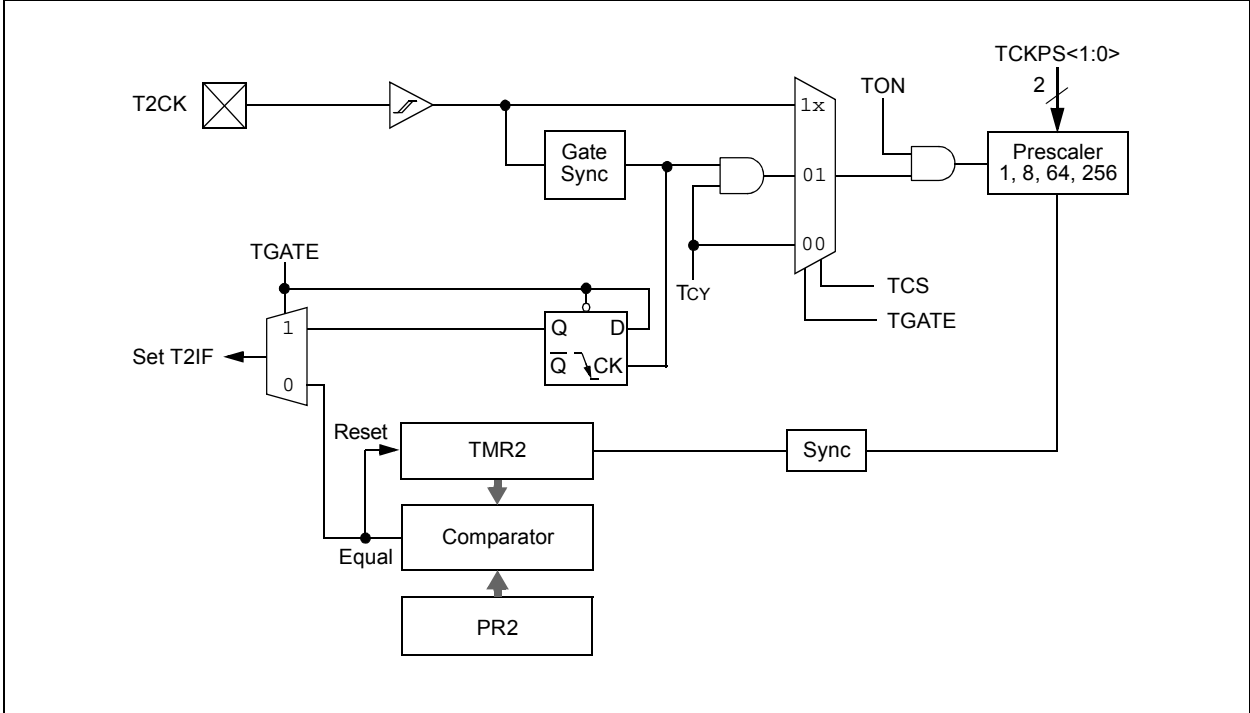 TCKPS<1:0>
2
T2CK
1x
TON
Gate
Sync
Prescaler
1, 8, 64, 256
01
00
TGATE
TCY
TCS
TGATE
1
Q
D
Set T2IF
Q
CK
0
Reset
TMR2
Sync
Equal
Comparator
PR2